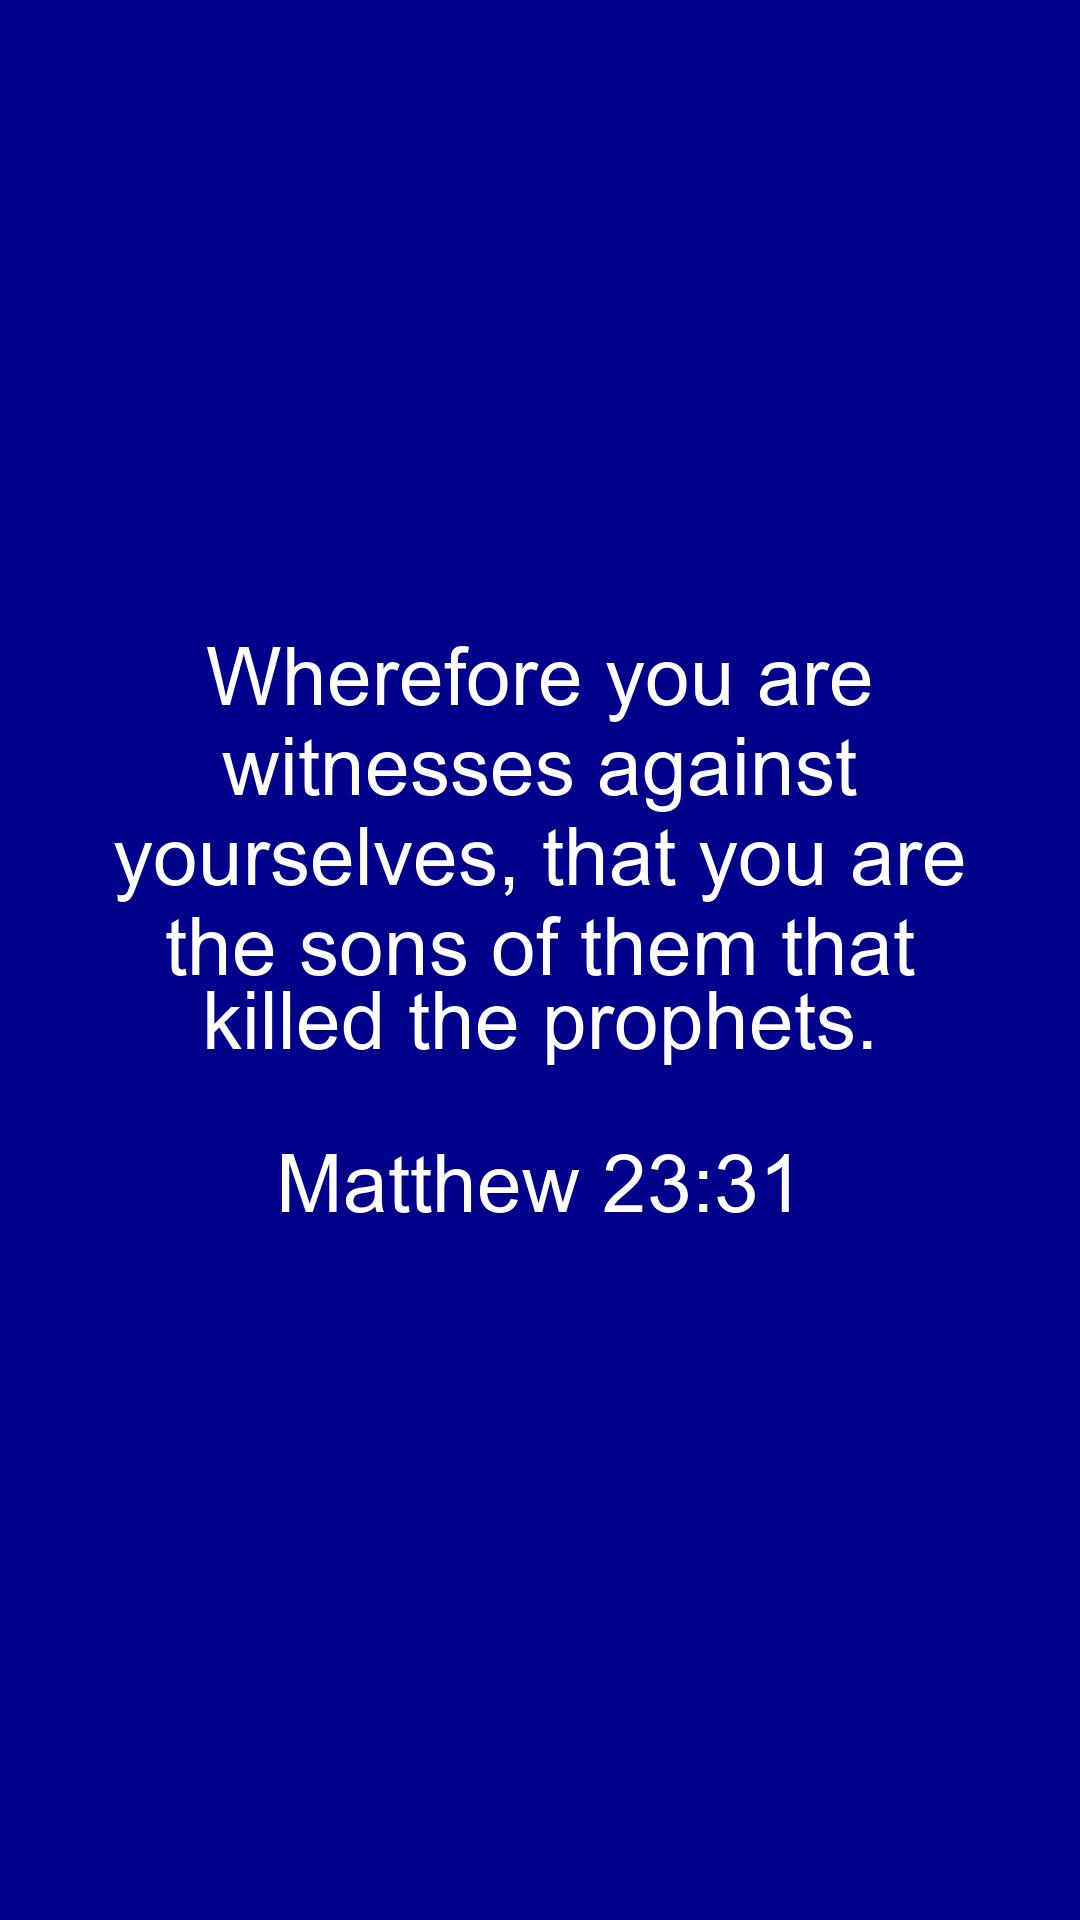 Wherefore you are
witnesses against
yourselves, that you are
the sons of them that
killed the prophets.
Matthew 23:31